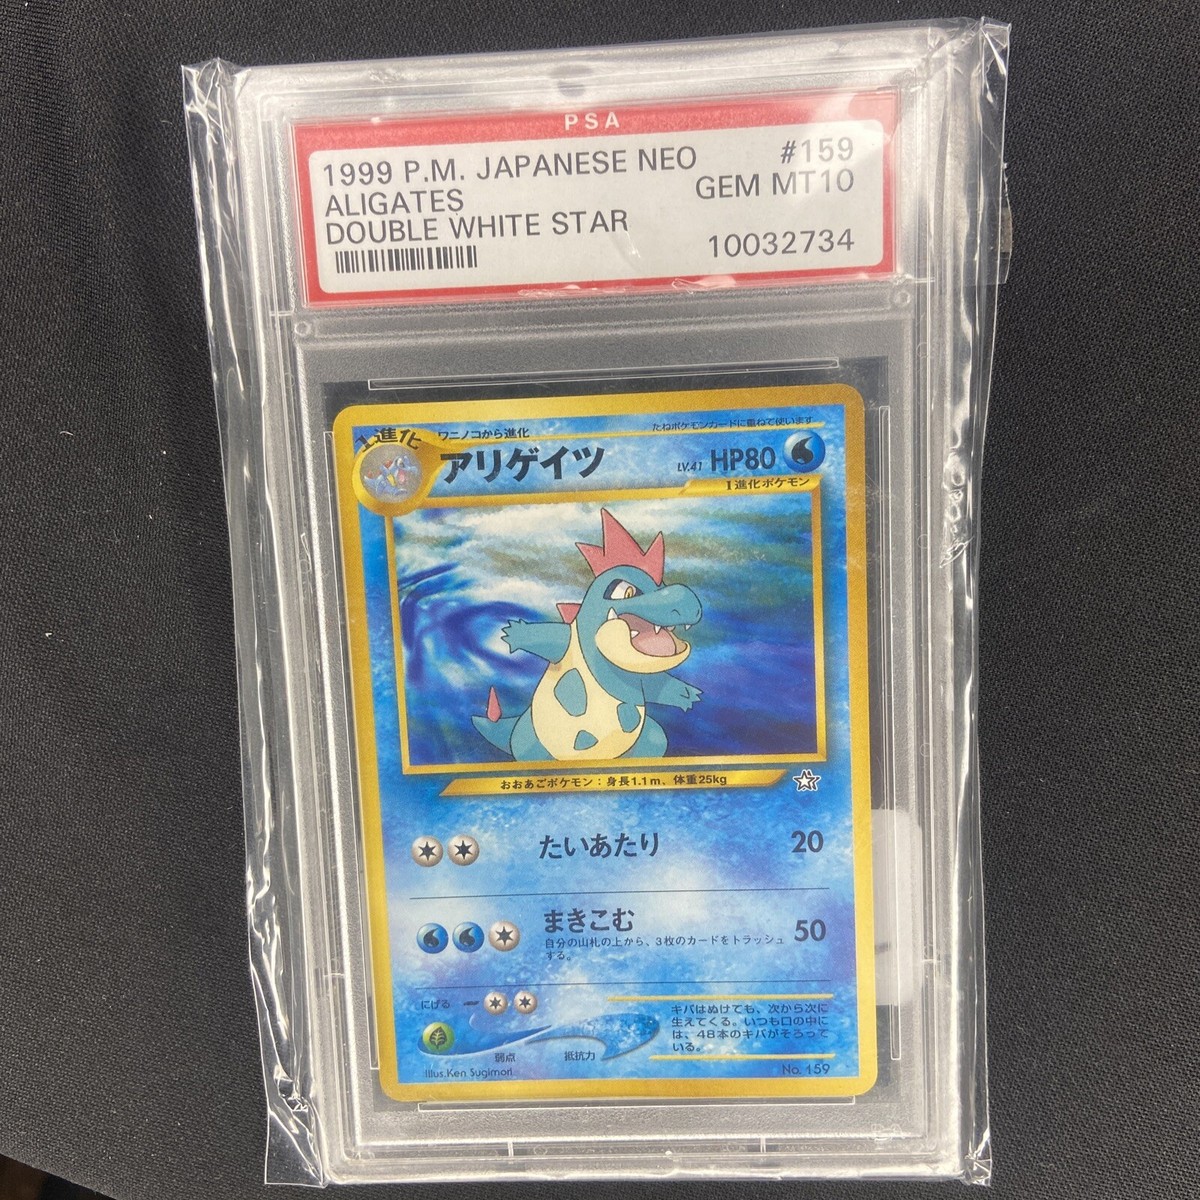 PSA
1999 P.M. JAPANESE NEO #159
ALIGATES GEM MT10
DOUBLE WHITE STAR
10032734
1進化
ワニノコから進化
たねポケモンカードに重ねて使います
アリゲイツ LV.41 HP80
1進化ポケモン
おおあごポケモン：身長1.1m、体重25kg
たいあたり 20
まきこむ 50
自分の山札の上から、3枚のカードをトラッシュ
する。
にげる
弱点 抵抗力
キバはぬけても、次から次に
生えてくる。いつも口の中に
は、48本のキバがそろって
いる。
Illus.Ken Sugimori
No. 159